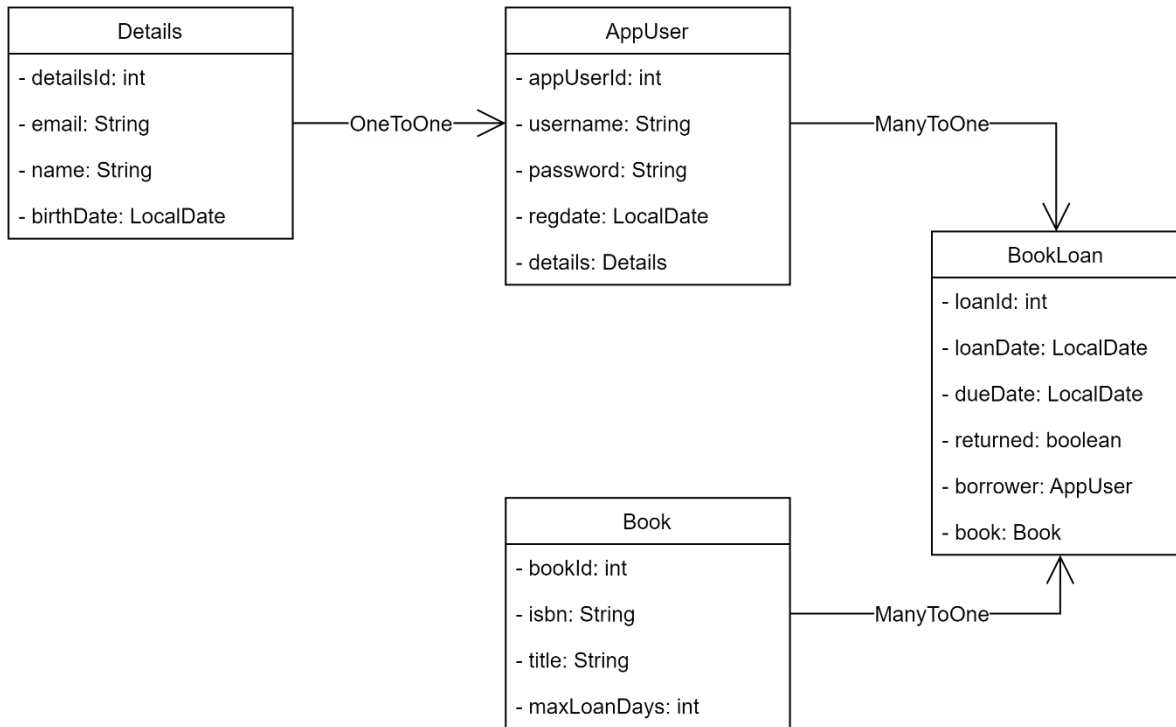 Details
- detailsId: int
- email: String
- name: String
- birthDate: LocalDate
OneToOne
AppUser
- appUserId: int
- username: String
- password: String
- regdate: LocalDate
- details: Details
ManyToOne
BookLoan
- loanId: int
- loanDate: LocalDate
- dueDate: LocalDate
- returned: boolean
- borrower: AppUser
- book: Book
Book
- bookId: int
- isbn: String
- title: String
- maxLoanDays: int
ManyToOne